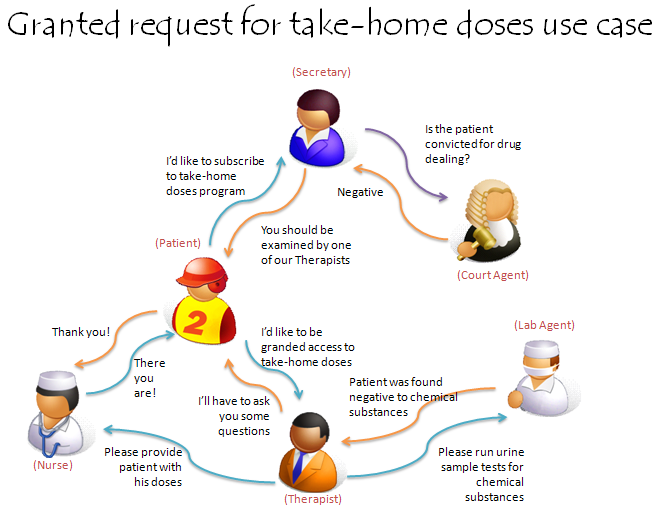 Granted request for take-home doses use case
(Secretary)
Is the patient
convicted for drug
dealing?
I'd like to subscribe
to take-home
doses program
Negative
You should be
examined by one
of our Therapists
(Patient)
(Court Agent)
(Lab Agent)
Thank you!
I'd like to be
granded access to
take-home doses
There
you
are!
2
Patient was found
negative to chemical
substances
I'll have to ask
you some
questions
(Nurse)
Please provide
patient with
his doses
(Therapist)
Please run urine
sample tests for
chemical
substances